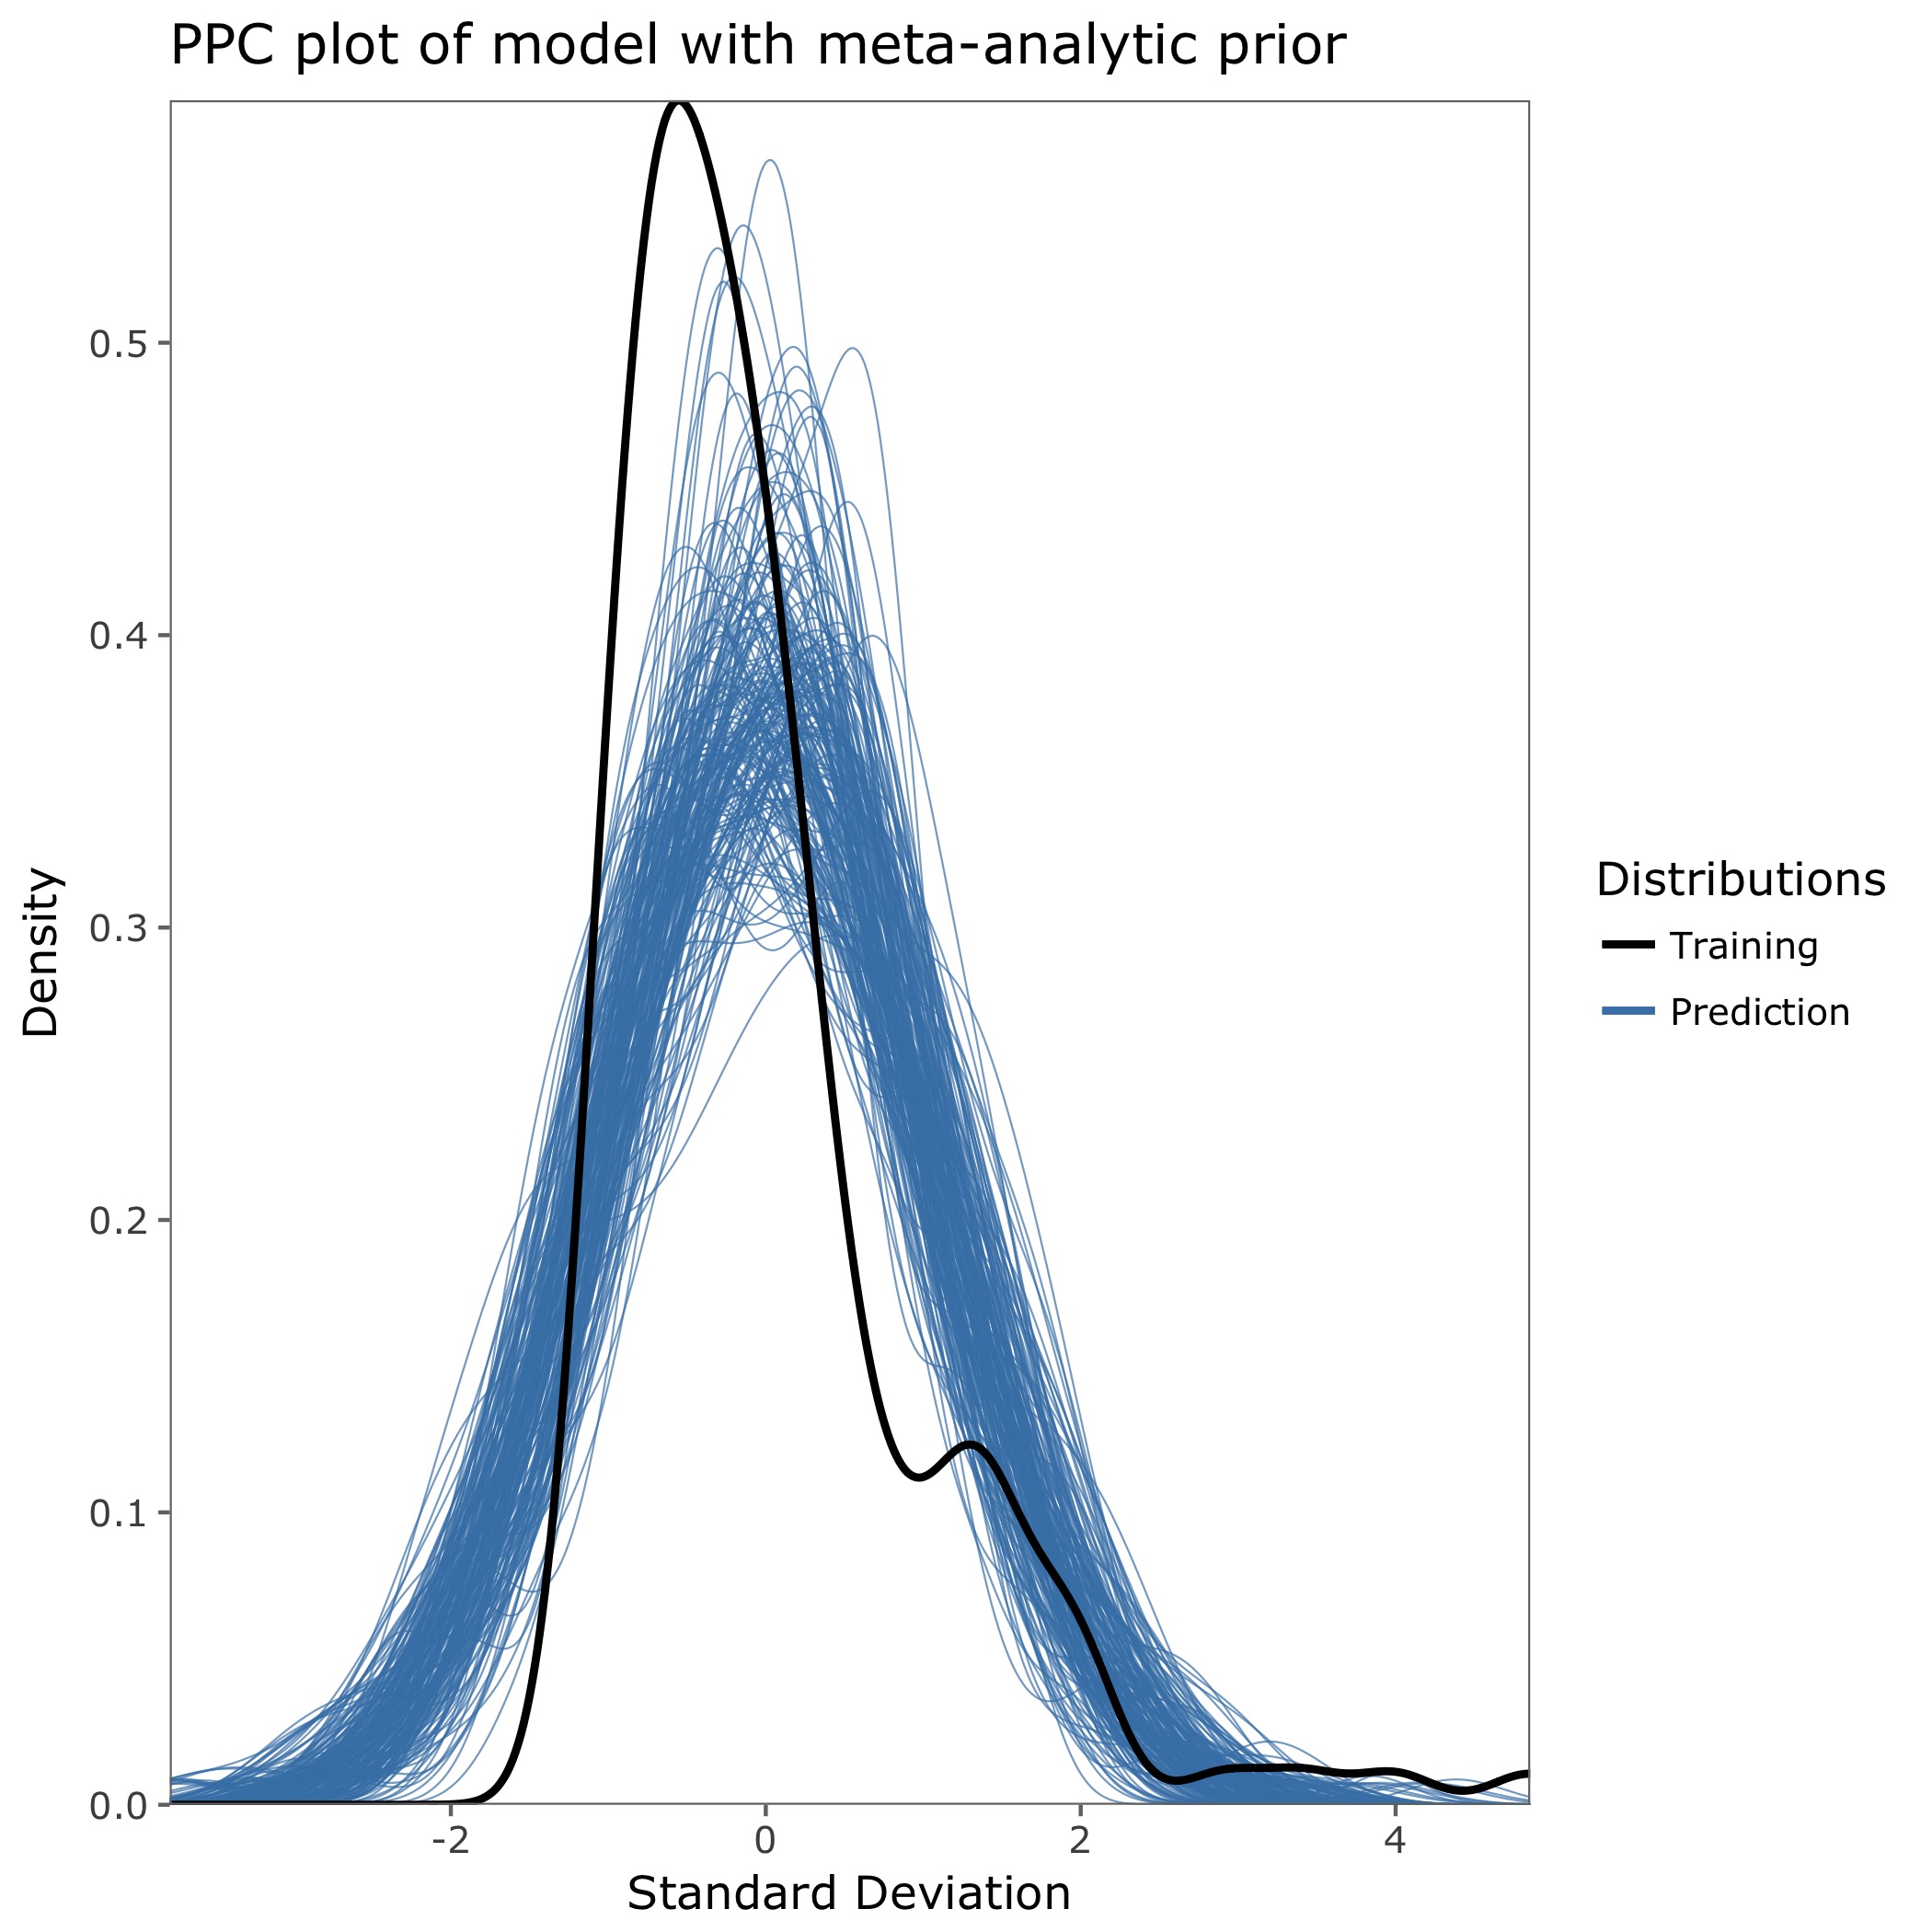 PPC plot of model with meta-analytic prior
Density
0.5
0.4
0.3
0.2
0.1
0.0
-2 0 2 4
Standard Deviation
Distributions
Training
Prediction